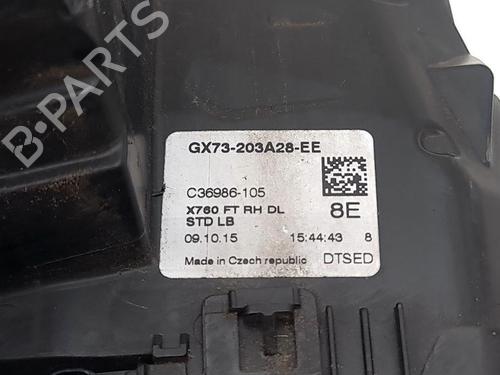 B-PARTS
GX73-203A28-EE
C36986-105
X760 FT RH DL 8E
STD LB
09.10.15 15:44:43 8
Made in Czech republic DTSED